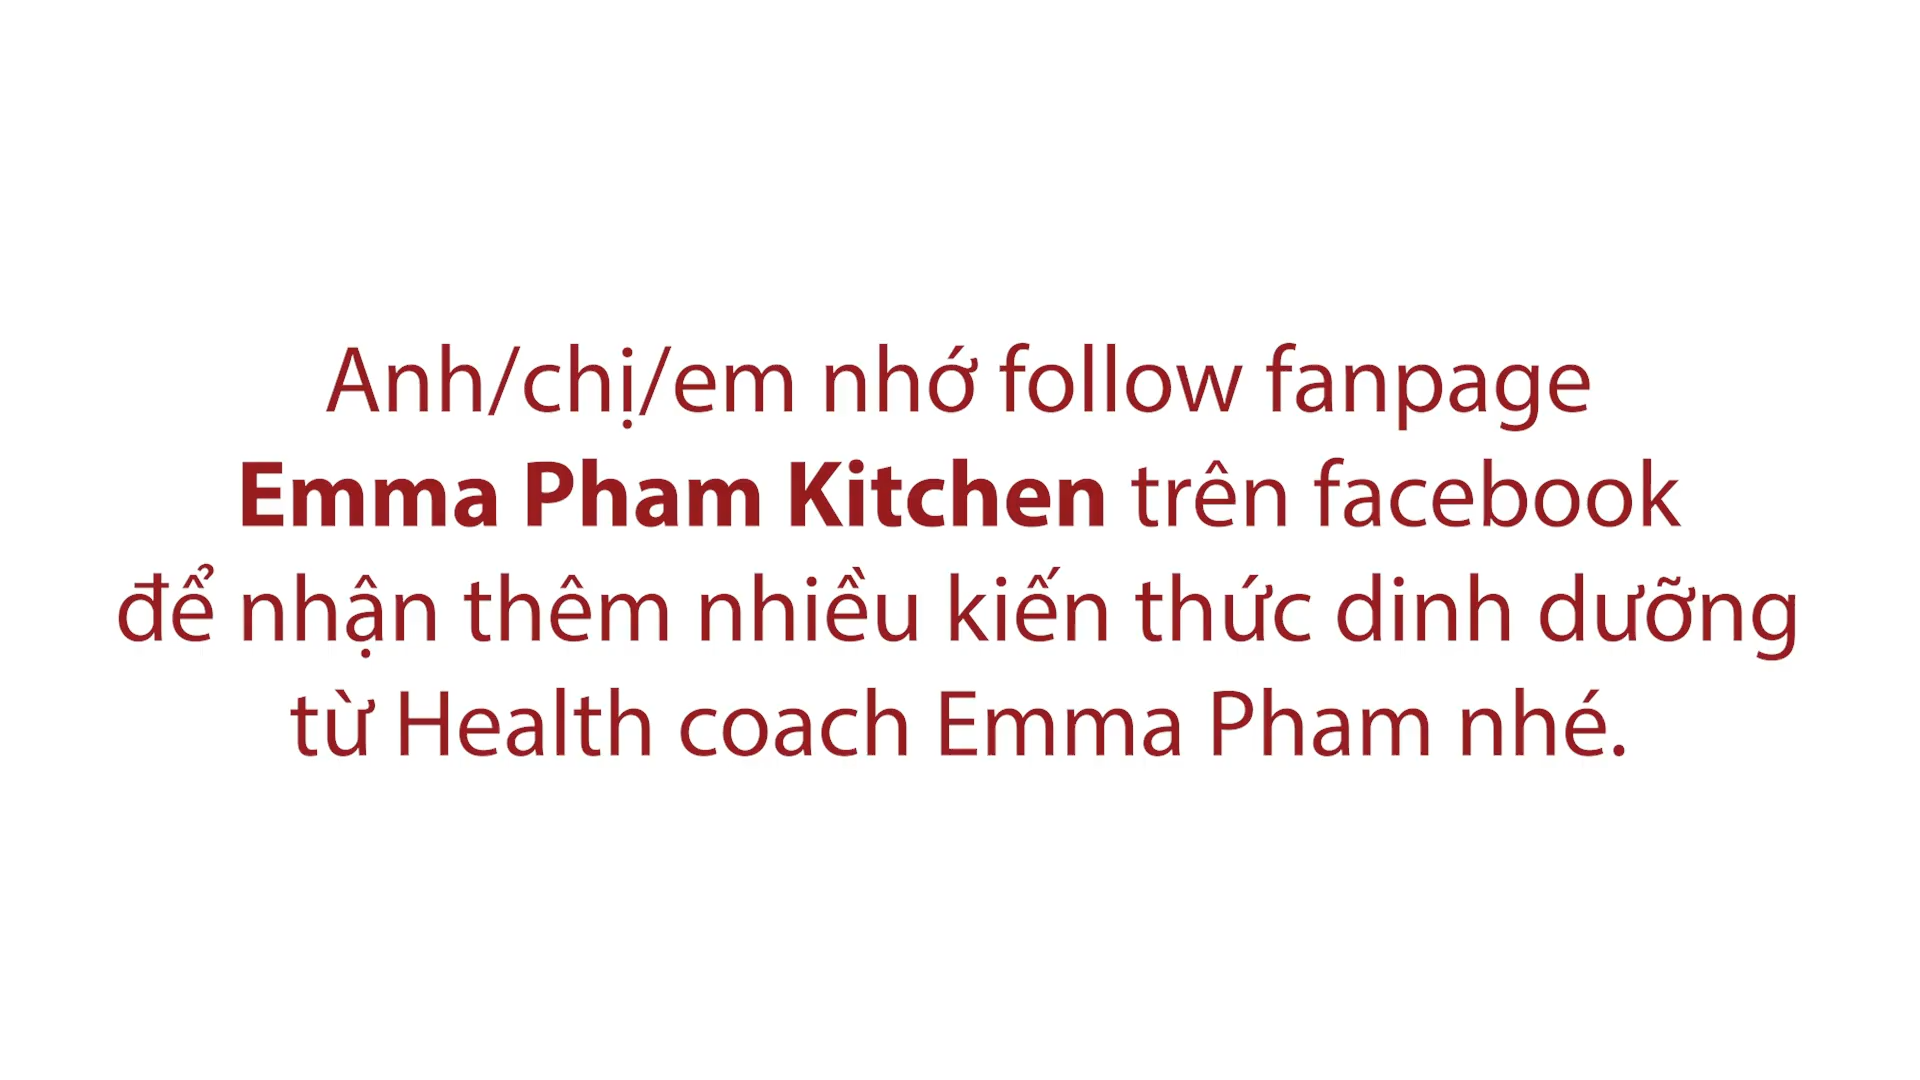 Anh/chị/em nhớ follow fanpage
Emma Pham Kitchen trên facebook
để nhận thêm nhiều kiến thức dinh dưỡng
từ Health coach Emma Pham nhé.